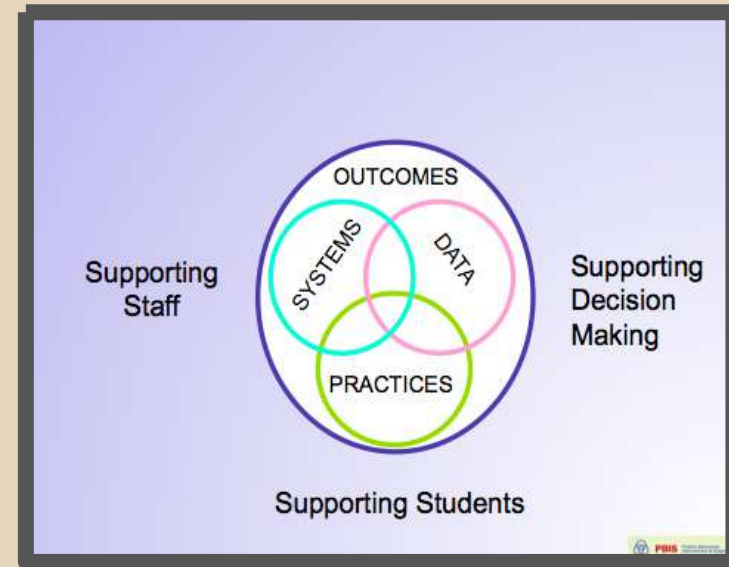 OUTCOMES
SYSTEMS
DATA
Supporting
Staff
Supporting
Decision
Making
PRACTICES
Supporting Students
PBIS